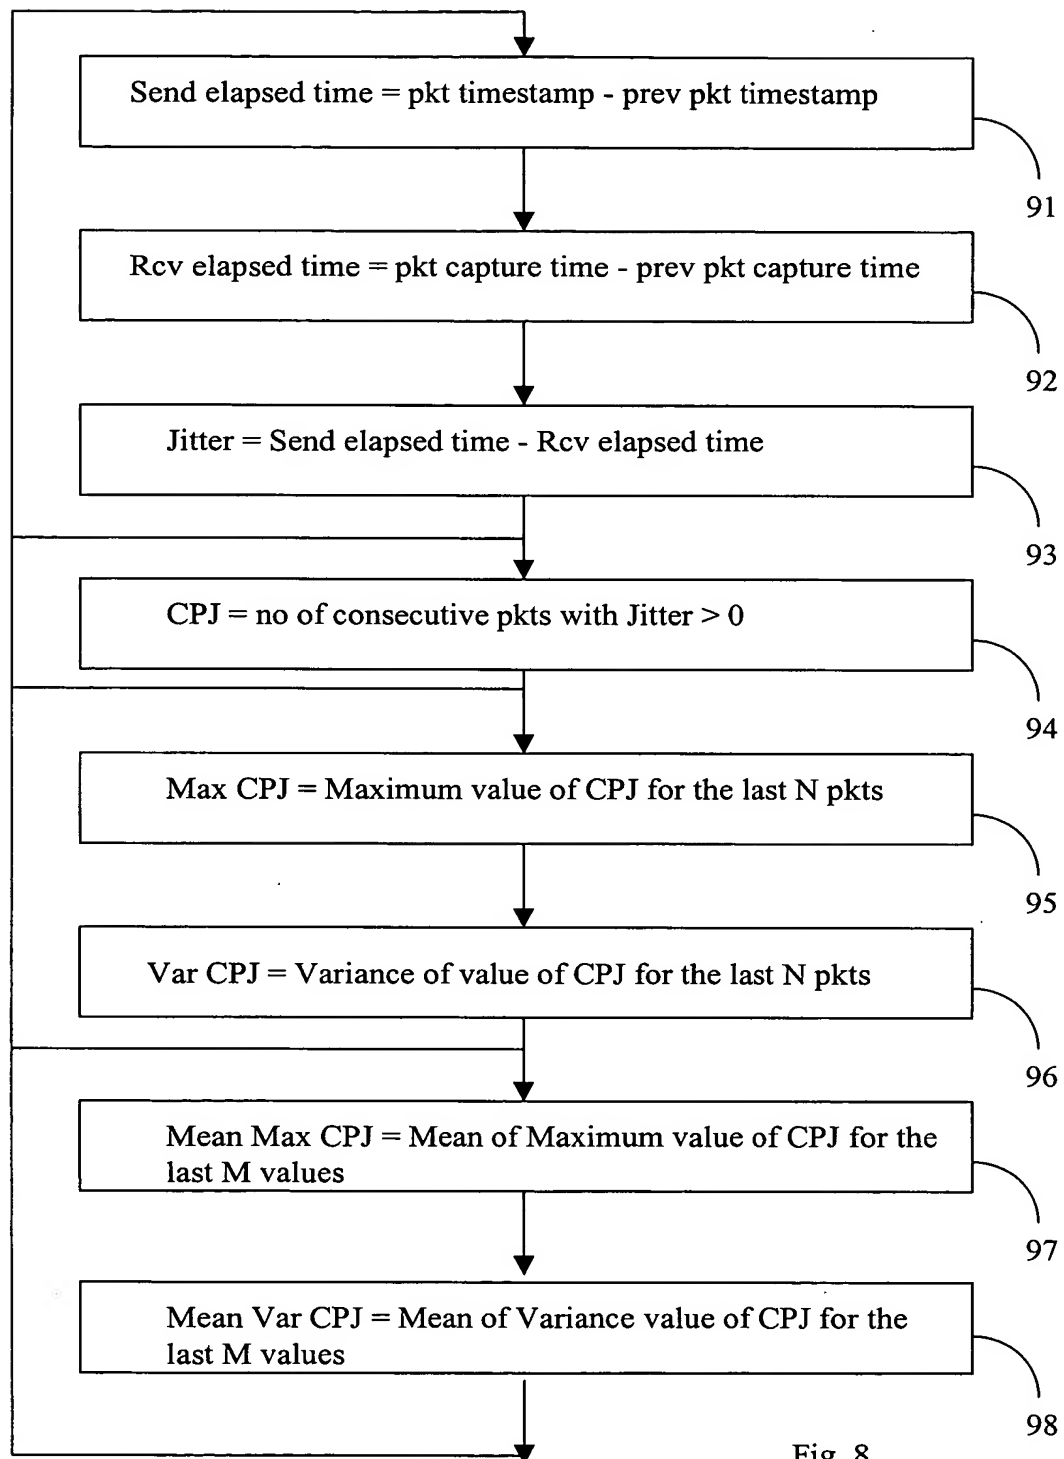 Send elapsed time = pkt timestamp - prev pkt timestamp
91
Rcv elapsed time = pkt capture time - prev pkt capture time
92
Jitter = Send elapsed time - Rcv elapsed time
93
CPJ = no of consecutive pkts with Jitter > 0
94
Max CPJ = Maximum value of CPJ for the last N pkts
95
Var CPJ = Variance of value of CPJ for the last N pkts
96
Mean Max CPJ = Mean of Maximum value of CPJ for the
last M values
97
Mean Var CPJ = Mean of Variance value of CPJ for the
last M values
98
Fig. 8